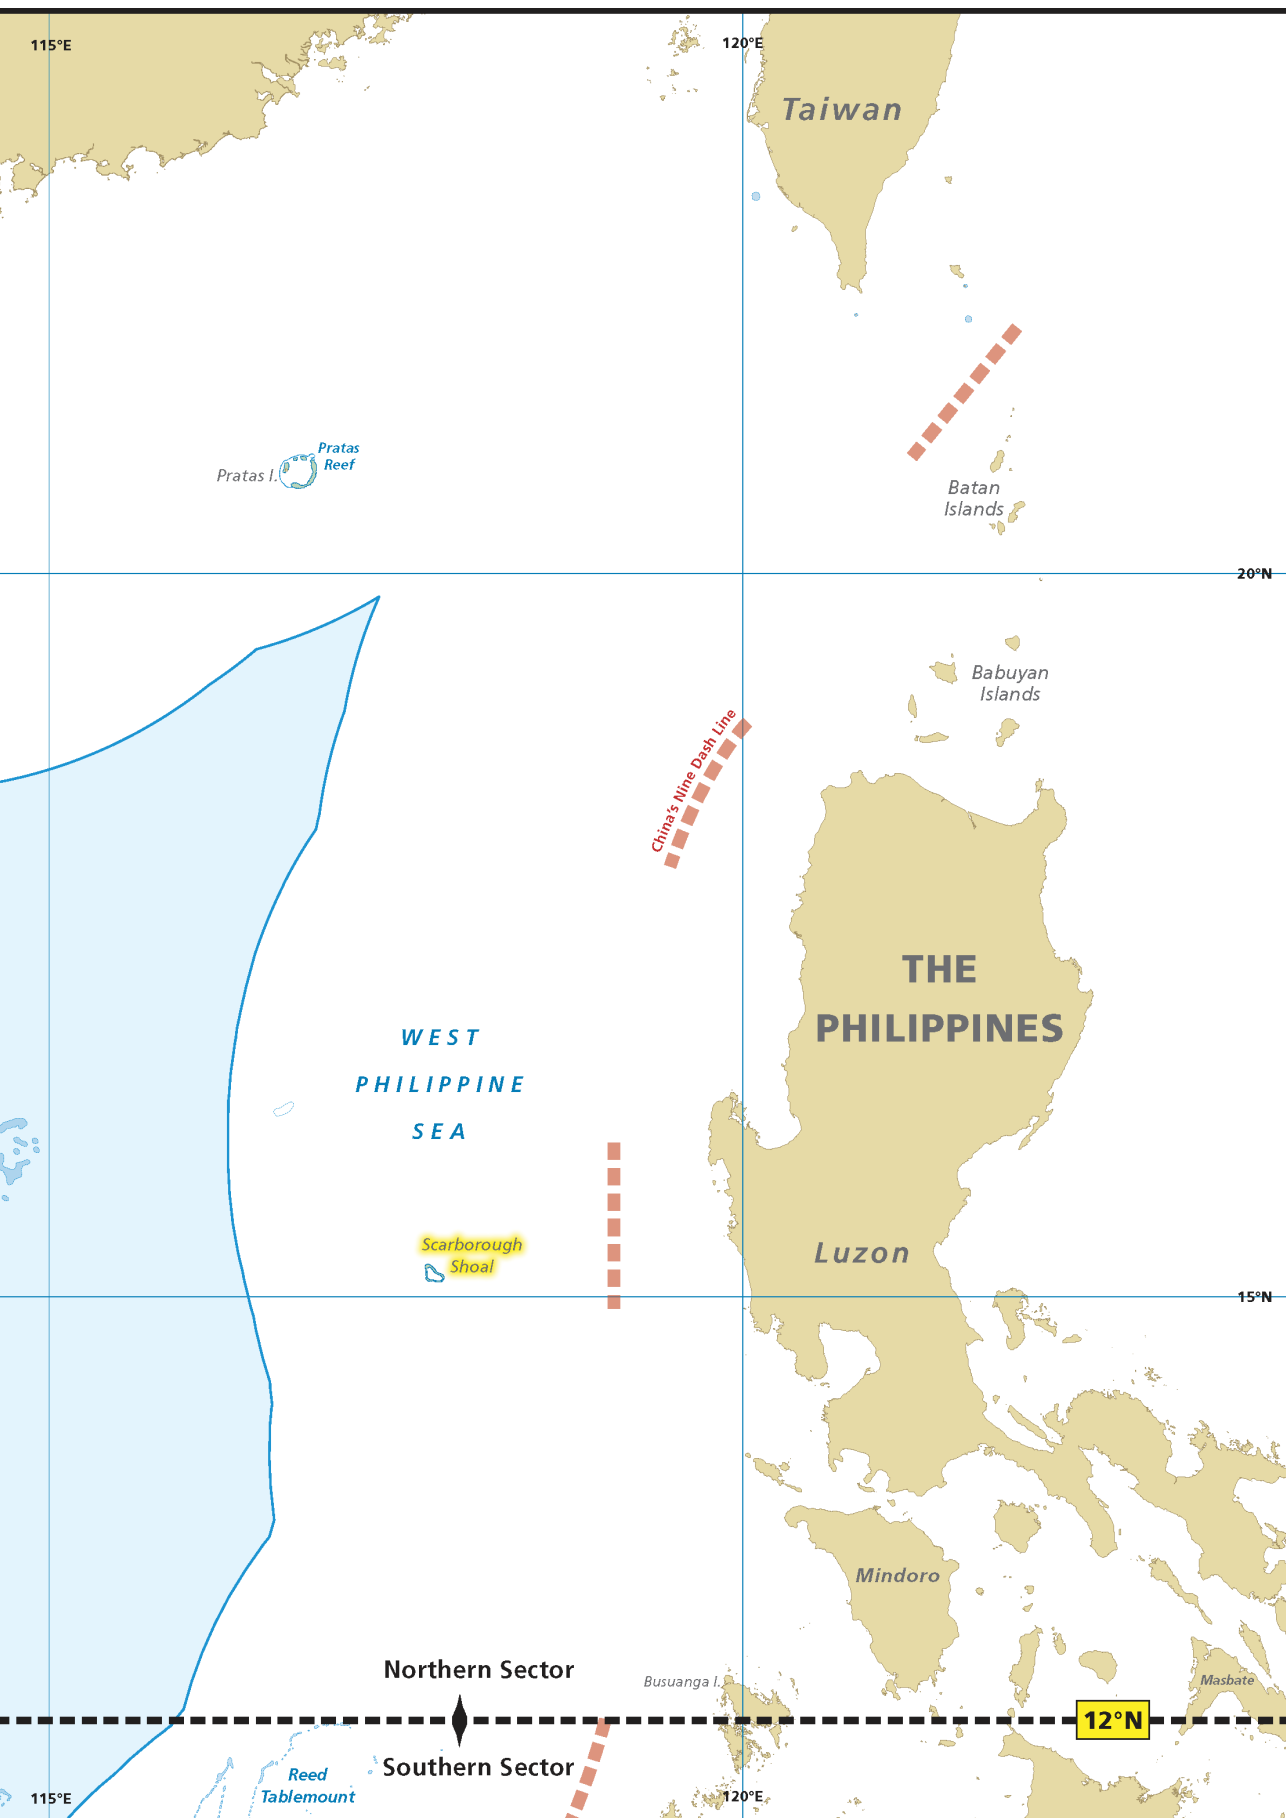 115°E
120°E
Taiwan
Pratas
Reef
Pratas I.
Batan
Islands
20°N
Babuyan
Islands
China's Nine Dash Line
THE
PHILIPPINES
WEST
PHILIPPINE
SEA
Scarborough
Shoal
Luzon
15°N
Mindoro
Northern Sector
Busuanga I.
Masbate
12°N
Southern Sector
Reed
Tablemount
115°E
120°E